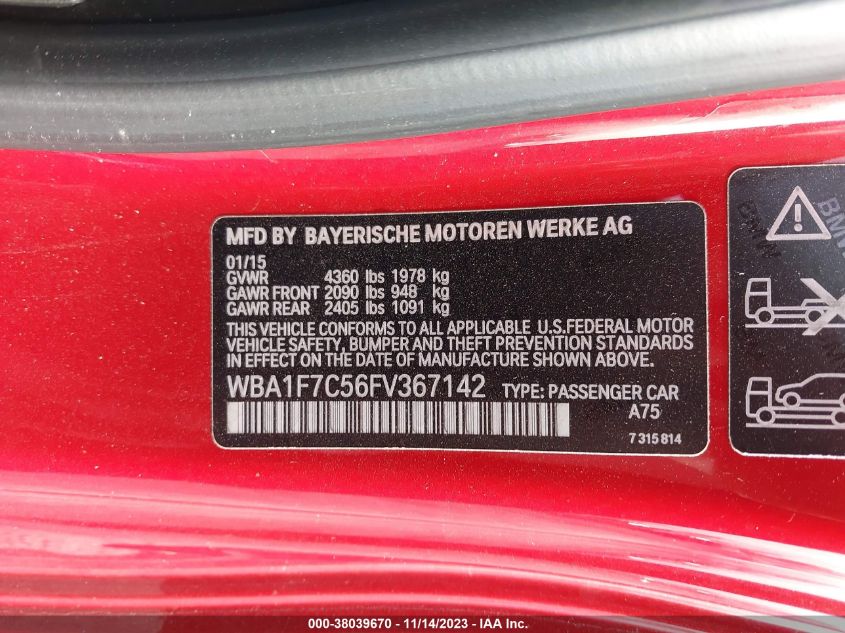 MFD BY BAYERISCHE MOTOREN WERKE AG
01/15
GVWR 4360 lbs 1978 kg
GAWR FRONT 2090 lbs 948 kg
GAWR REAR 2405 lbs 1091 kg
THIS VEHICLE CONFORMS TO ALL APPLICABLE U.S.FEDERAL MOTOR
VEHICLE SAFETY, BUMPER AND THEFT PREVENTION STANDARDS
IN EFFECT ON THE DATE OF MANUFACTURE SHOWN ABOVE.
WBA1F7C56FV367142 TYPE: PASSENGER CAR
A75
7 315 814
BMW
BMW
000-38039670 - 11/14/2023 - IAA Inc.